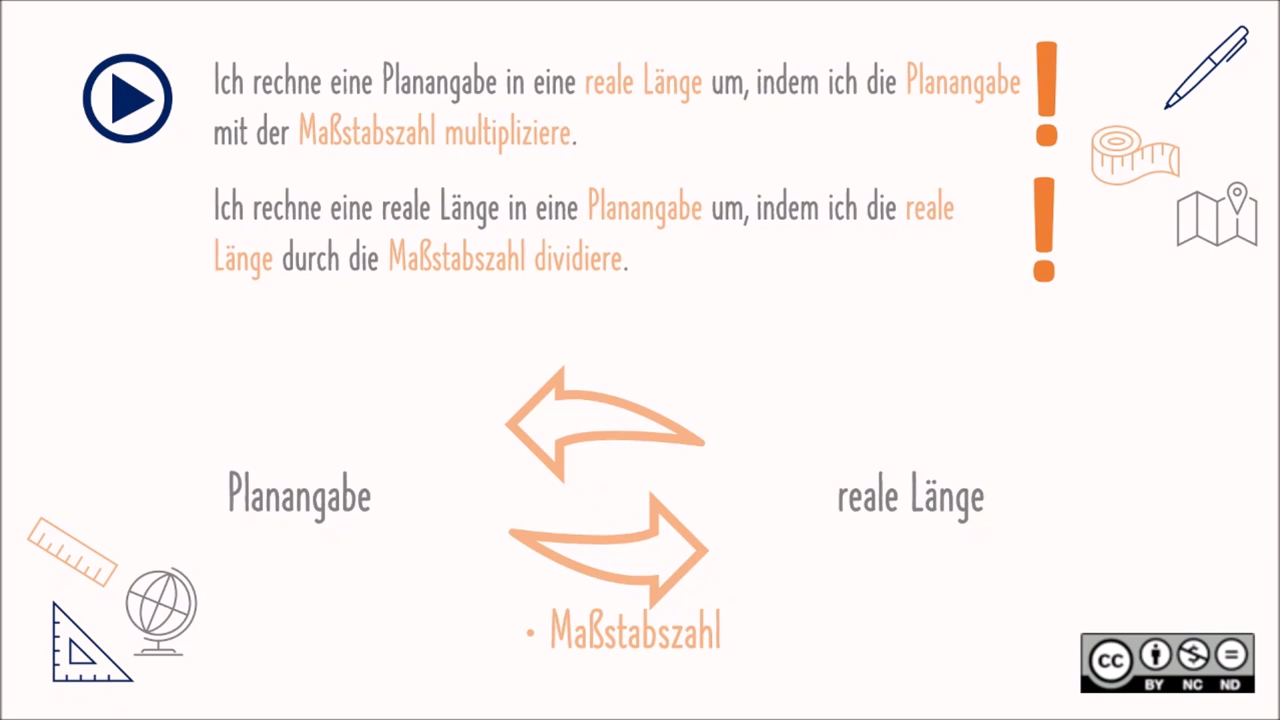 Ich rechne eine Planangabe in eine reale Länge um, indem ich die Planangabe
mit der Maßstabszahl multipliziere.
!
Ich rechne eine reale Länge in eine Planangabe um, indem ich die reale
Länge durch die Maßstabszahl dividiere.
!
Planangabe
reale Länge
· Maßstabszahl
CC BY NC ND